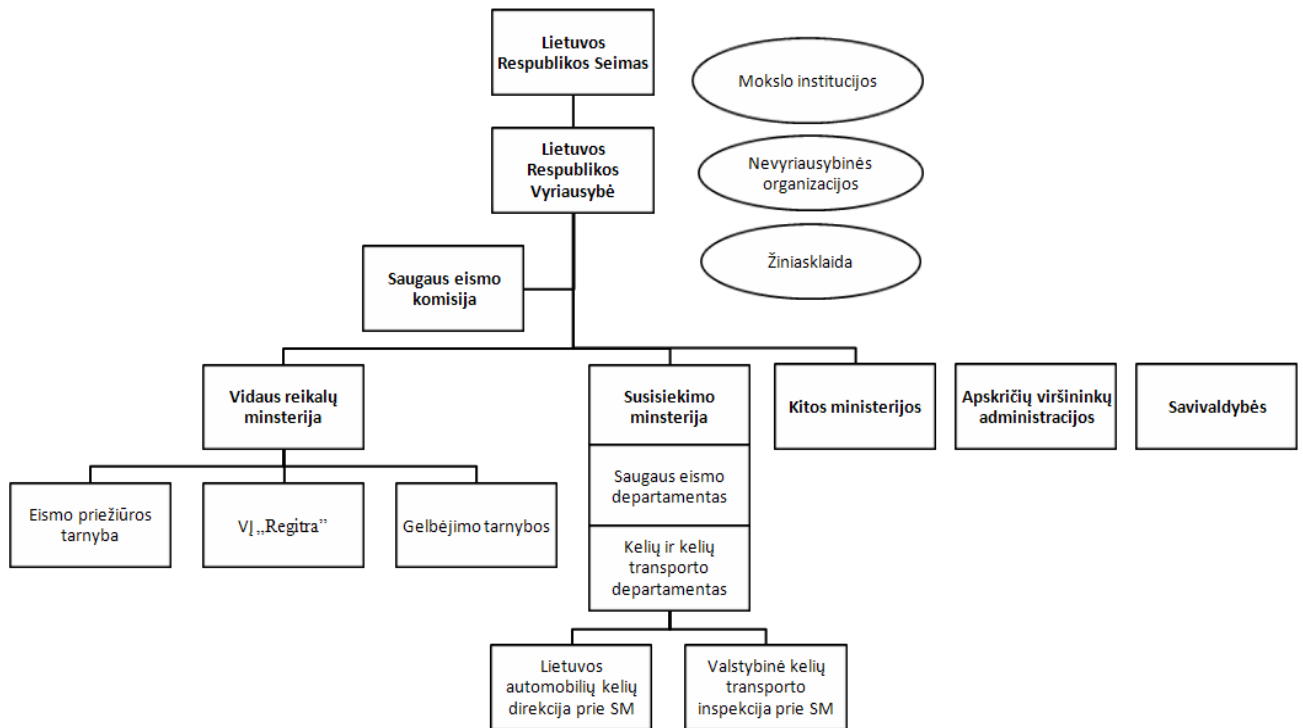 Lietuvos
Respublikos Seimas
Mokslo institucijos
Lietuvos
Respublikos
Vyriausybė
Nevyriausybinės
organizacijos
Žiniasklaida
Saugaus eismo
komisija
Vidaus reikalų
minsterija
Susisiekimo
minsterija
Kitos ministerijos
Apskričių viršininkų
administracijos
Savivaldybės
Saugaus eismo
departamentas
Eismo priežiūros
tarnyba
VĮ „Regitra”
Gelbėjimo tarnybos
Kelių ir kelių
transporto
departamentas
Lietuvos
automobilių kelių
direkcija prie SM
Valstybinė kelių
transporto
inspekcija prie SM